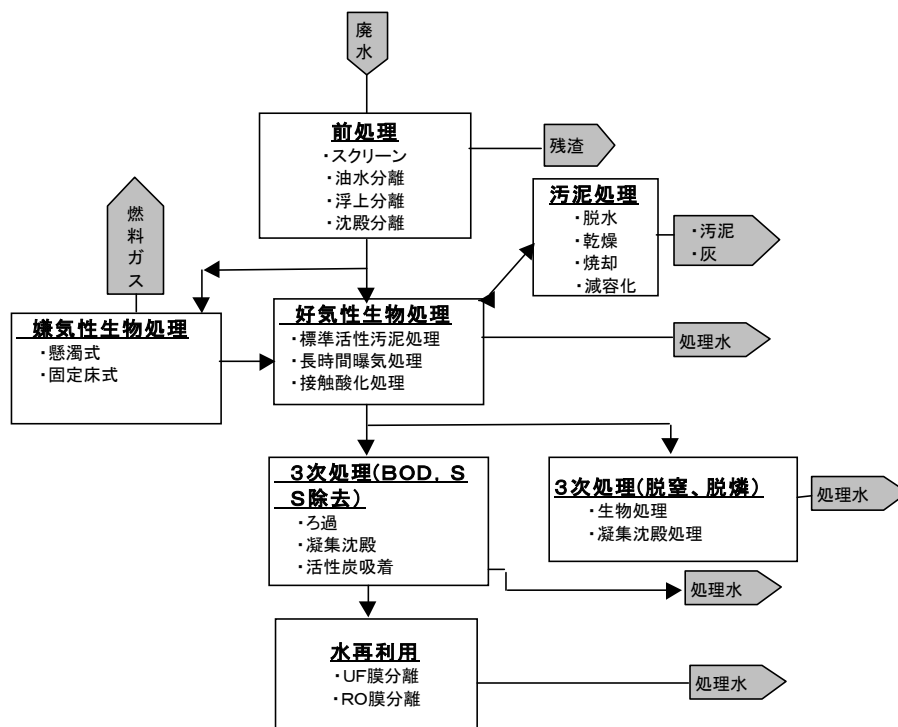 廃
水
前処理
・スクリーン
・油水分離
・浮上分離
・沈殿分離
残渣
燃
料
ガ
ス
汚泥処理
・脱水
・乾燥
・焼却
・減容化
・汚泥
・灰
嫌気性生物処理
・懸濁式
・固定床式
好気性生物処理
・標準活性汚泥処理
・長時間曝気処理
・接触酸化処理
処理水
3次処理(BOD，S
S除去）
・ろ過
・凝集沈殿
・活性炭吸着
3次処理(脱窒、脱燐）
・生物処理
・凝集沈殿処理
処理水
処理水
水再利用
・UF膜分離
・RO膜分離
処理水